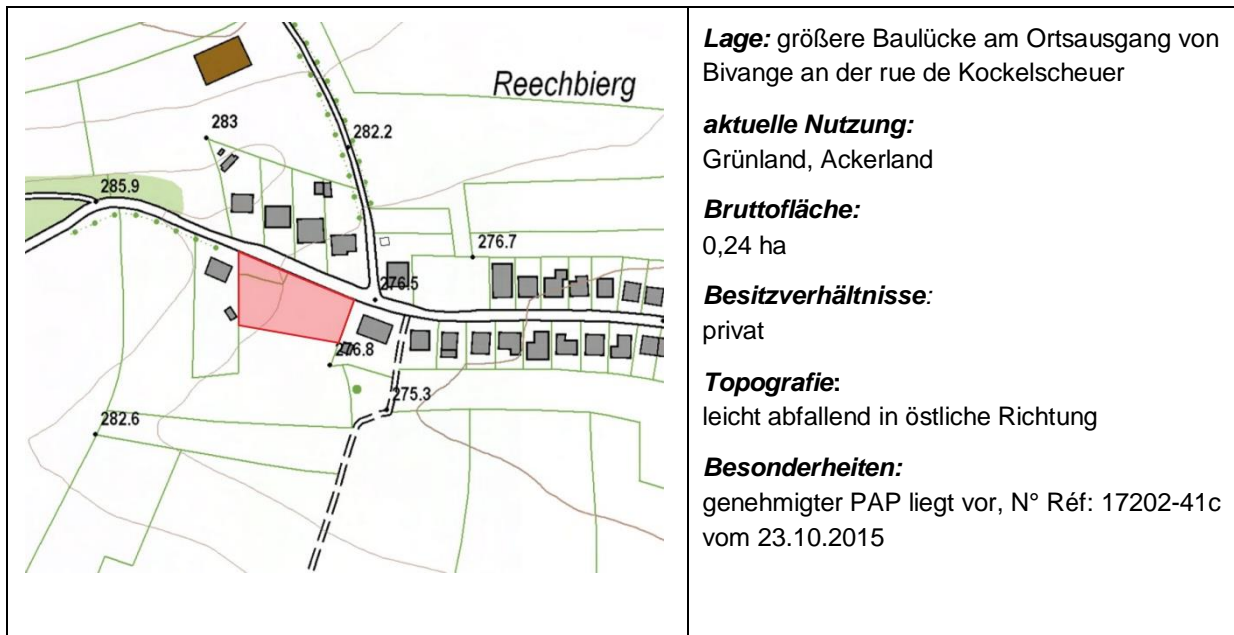 Reechbierg
283
282.2
285.9
276.7
276.5
276.8
275.3
282.6
Lage: größere Baulücke am Ortsausgang von
Bivange an der rue de Kockelscheuer
aktuelle Nutzung:
Grünland, Ackerland
Bruttofläche:
0,24 ha
Besitzverhältnisse:
privat
Topografie:
leicht abfallend in östliche Richtung
Besonderheiten:
genehmigter PAP liegt vor, N° Réf: 17202-41c
vom 23.10.2015